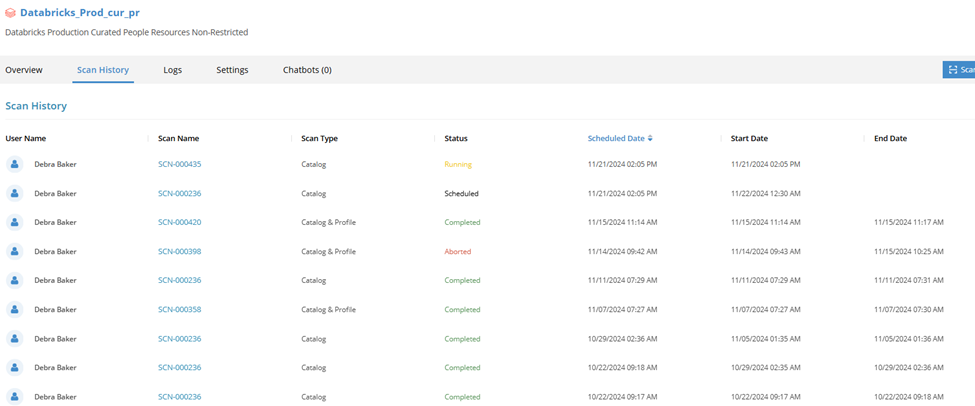 Databricks_Prod_cur_pr
Databricks Production Curated People Resources Non-Restricted
Overview Scan History Logs Settings Chatbots (0) Scan
Scan History
User Name Scan Name Scan Type Status Scheduled Date Start Date End Date
Debra Baker SCN-000435 Catalog Running 11/21/2024 02:05 PM 11/21/2024 02:05 PM
Debra Baker SCN-000236 Catalog Scheduled 11/21/2024 02:05 PM 11/22/2024 12:30 AM
Debra Baker SCN-000420 Catalog & Profile Completed 11/15/2024 11:14 AM 11/15/2024 11:14 AM 11/15/2024 11:17 AM
Debra Baker SCN-000398 Catalog & Profile Aborted 11/14/2024 09:42 AM 11/14/2024 09:43 AM 11/15/2024 10:25 AM
Debra Baker SCN-000236 Catalog Completed 11/11/2024 07:29 AM 11/11/2024 07:29 AM 11/11/2024 07:31 AM
Debra Baker SCN-000358 Catalog & Profile Completed 11/07/2024 07:27 AM 11/07/2024 07:27 AM 11/07/2024 07:30 AM
Debra Baker SCN-000236 Catalog Completed 10/29/2024 02:36 AM 11/05/2024 01:35 AM 11/05/2024 01:36 AM
Debra Baker SCN-000236 Catalog Completed 10/22/2024 09:18 AM 10/29/2024 02:35 AM 10/29/2024 02:36 AM
Debra Baker SCN-000236 Catalog Completed 10/22/2024 09:17 AM 10/22/2024 09:17 AM 10/22/2024 09:18 AM